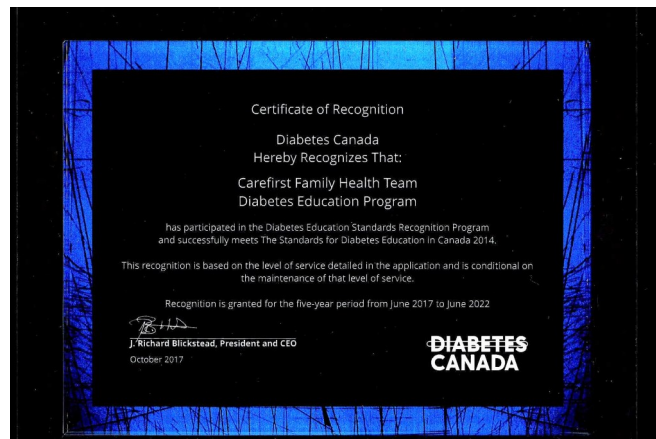 Certificate of Recognition
Diabetes Canada
Hereby Recognizes That:
Carefirst Family Health Team
Diabetes Education Program
has participated in the Diabetes Education Standards Recognition Program
and successfully meets The Standards for Diabetes Education in Canada 2014.
This recognition is based on the level of service detailed in the application and is conditional on
the maintenance of that level of service.
Recognition is granted for the five-year period from June 2017 to June 2022
J. Richard Blickstead, President and CEO
October 2017
DIABETES
CANADA